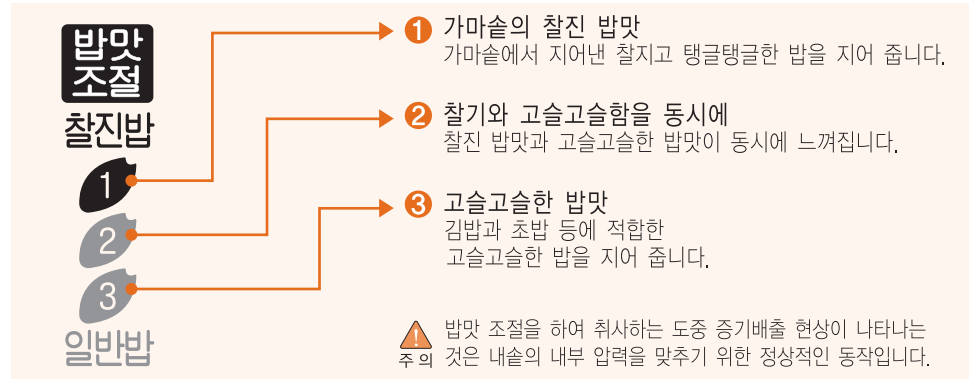 밥맛
조절
찰진밥
1
2
3
일반밥
1 가마솥의 찰진 밥맛
가마솥에서 지어낸 찰지고 탱글탱글한 밥을 지어 줍니다.
2 찰기와 고슬고슬함을 동시에
찰진 밥맛과 고슬고슬한 밥맛이 동시에 느껴집니다.
3 고슬고슬한 밥맛
김밥과 초밥 등에 적합한
고슬고슬한 밥을 지어 줍니다.
주의
밥맛 조절을 하여 취사하는 도중 증기배출 현상이 나타나는
것은 내솥의 내부 압력을 맞추기 위한 정상적인 동작입니다.